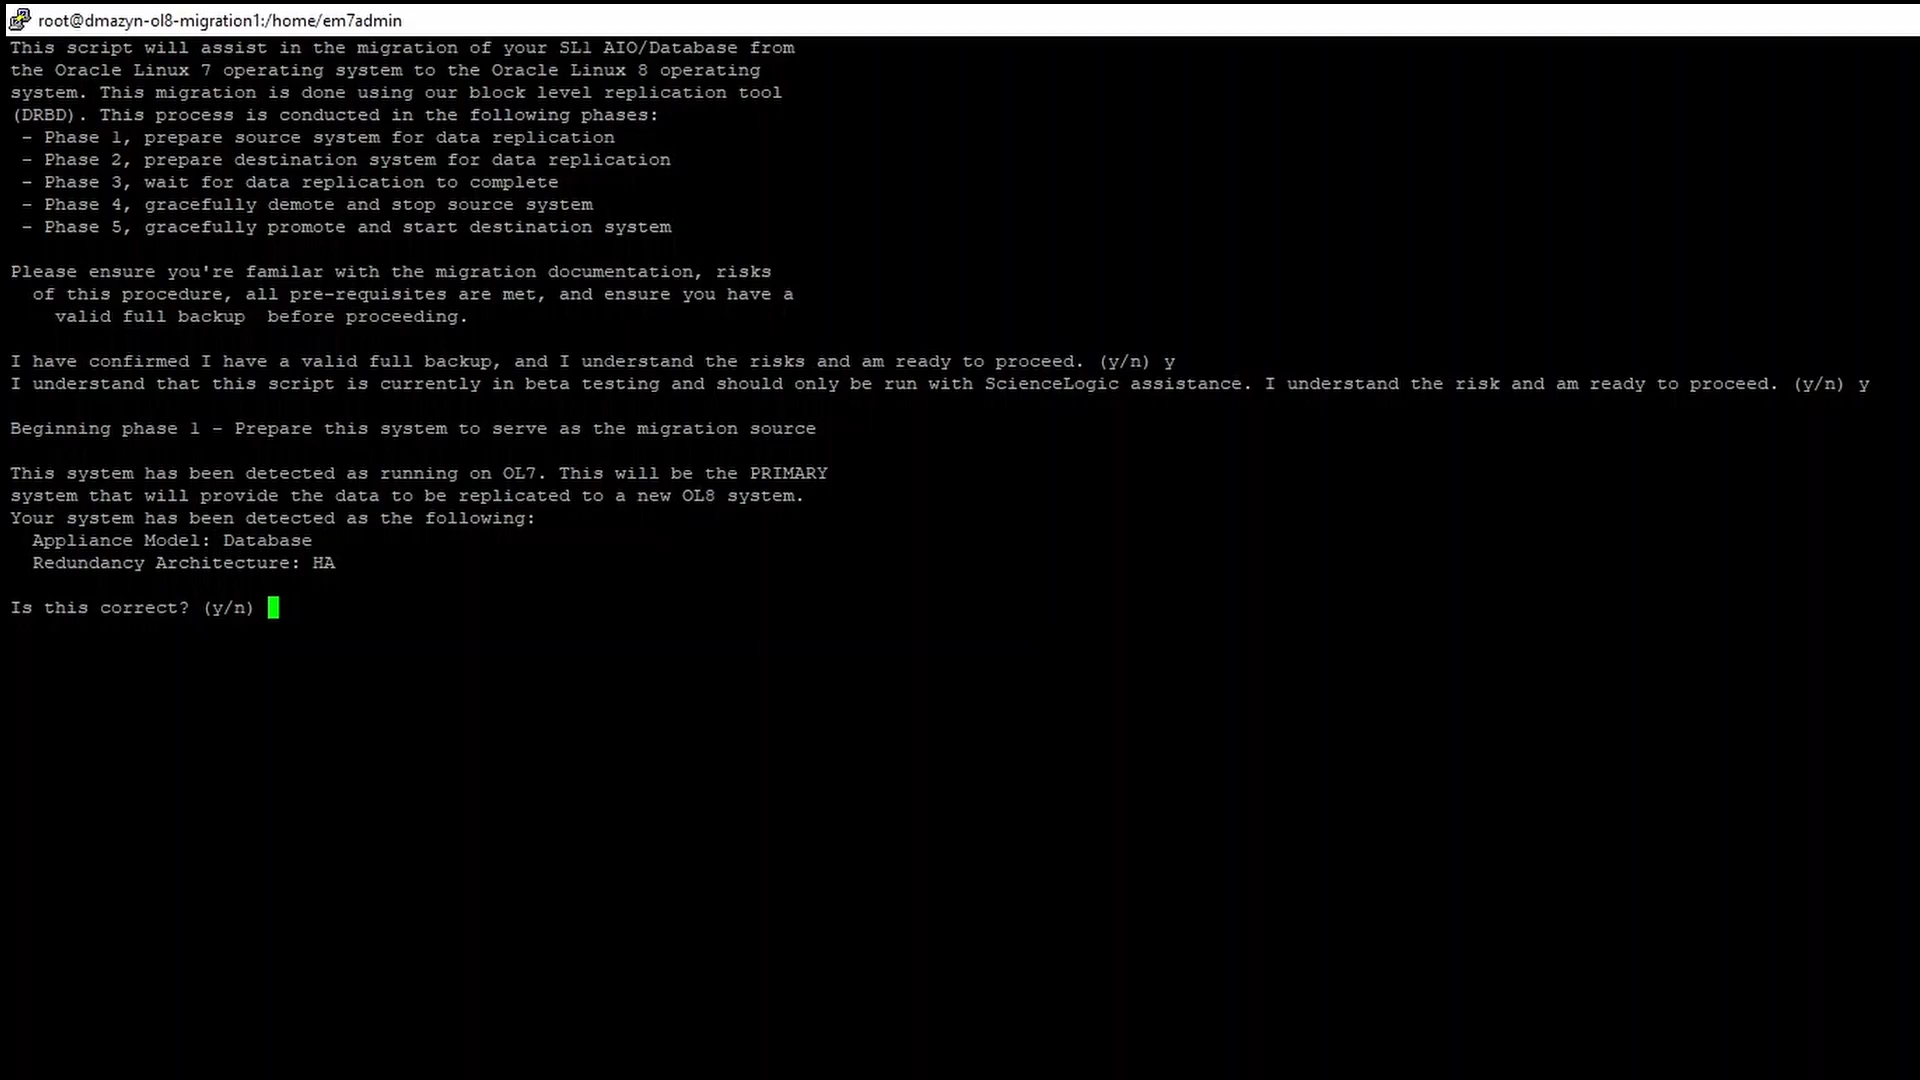 root@dmazyn-ol8-migration1:/home/em7admin
This script will assist in the migration of your SL1 AIO/Database from
the Oracle Linux 7 operating system to the Oracle Linux 8 operating
system. This migration is done using our block level replication tool
(DRBD). This process is conducted in the following phases:
- Phase 1, prepare source system for data replication
- Phase 2, prepare destination system for data replication
- Phase 3, wait for data replication to complete
- Phase 4, gracefully demote and stop source system
- Phase 5, gracefully promote and start destination system
Please ensure you're familar with the migration documentation, risks
of this procedure, all pre-requisites are met, and ensure you have a
valid full backup  before proceeding.
I have confirmed I have a valid full backup, and I understand the risks and am ready to proceed. (y/n) y
I understand that this script is currently in beta testing and should only be run with ScienceLogic assistance. I understand the risk and am ready to proceed. (y/n) y
Beginning phase 1 - Prepare this system to serve as the migration source
This system has been detected as running on OL7. This will be the PRIMARY
system that will provide the data to be replicated to a new OL8 system.
Your system has been detected as the following:
Appliance Model: Database
Redundancy Architecture: HA
Is this correct? (y/n)